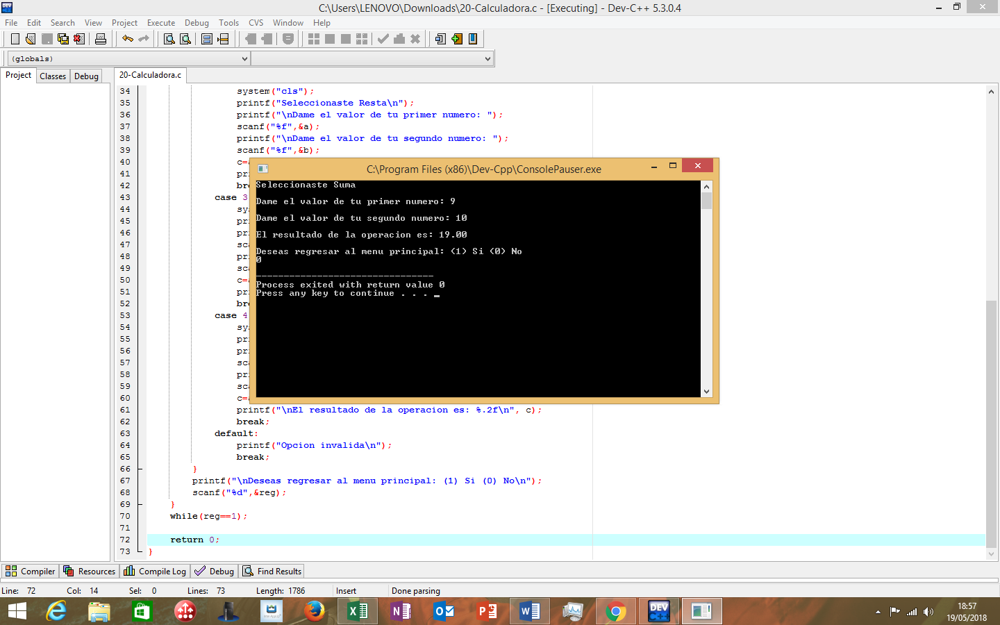 C:\Users\LENOVO\Downloads\20-Calculadora.c - [Executing] - Dev-C++ 5.3.0.4
File Edit Search View Project Execute Debug Tools CVS Window Help
(globals)
Project Classes Debug
20-Calculadora.c
34 system("cls");
35 printf("Seleccionaste Resta\n");
36 printf("\nDame el valor de tu primer numero: ");
37 scanf("%f",&a);
38 printf("\nDame el valor de tu segundo numero: ");
39 scanf("%f",&b);
40 c=
41 pr
42 bre
43 case 3
44 sy
45 pr
46 pr
47 sc
48 pr
49 sc
50 c=
51 pr
52 bre
53 case 4
54 sy
55 pr
56 pr
57 sc
58 pr
59 sc
60 c=
61 printf("\nEl resultado de la operacion es: %.2f\n", c);
62 break;
63 default:
64 printf("Opcion invalida\n");
65 break;
66 }
67 printf("\nDeseas regresar al menu principal: (1) Si (0) No\n");
68 scanf("%d",&reg);
69 }
70 while(reg==1);
71
72 return 0;
73 }
C:\Program Files (x86)\Dev-Cpp\ConsolePauser.exe
Seleccionaste Suma
Dame el valor de tu primer numero: 9
Dame el valor de tu segundo numero: 10
El resultado de la operacion es: 19.00
Deseas regresar al menu principal: (1) Si (0) No
0
--------------------------------
Process exited with return value 0
Press any key to continue . . .
Compiler Resources Compile Log Debug Find Results
Line: 72 Col: 14 Sel: 0 Lines: 73 Length: 1786 Insert Done parsing
DEV C++
18:57
19/05/2018